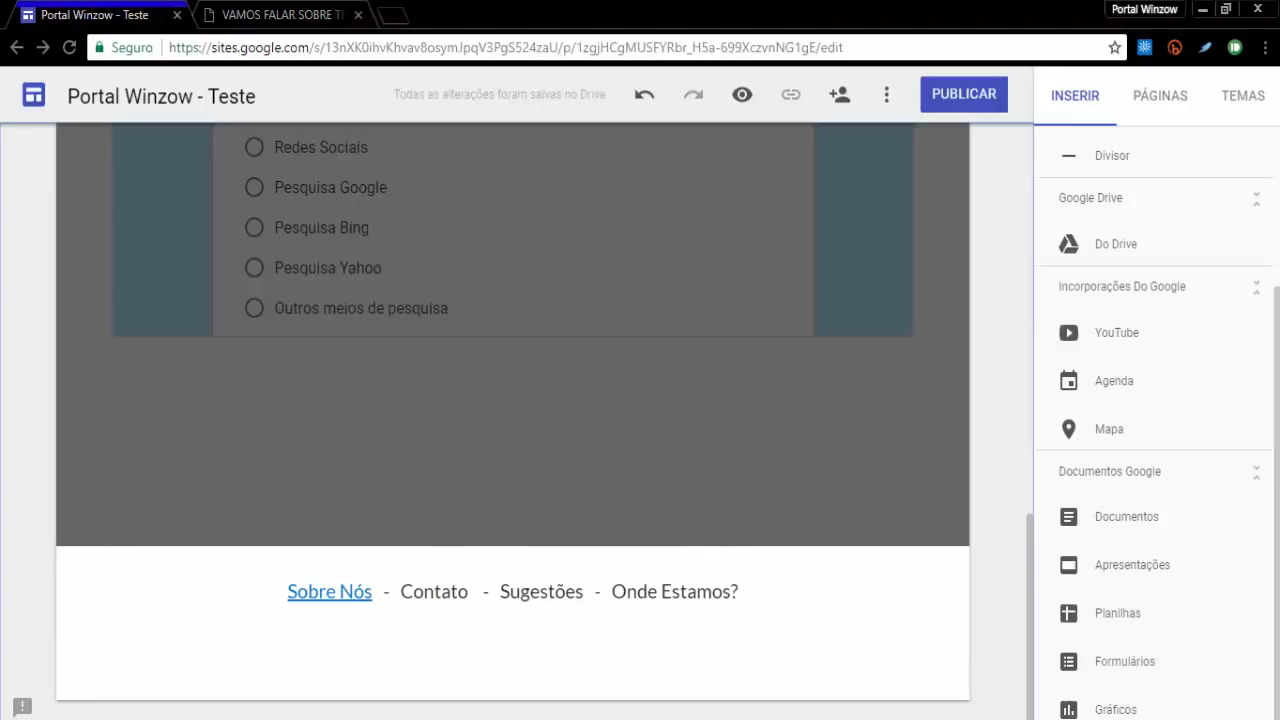 Portal Winzow - Teste
VAMOS FALAR SOBRE TE
Portal Winzow
Seguro
https://sites.google.com/s/13nXK0ihvKhvav8osymJpqV3PgS524zaU/p/1zgjHCgMUSFYRbr_H5a-699XczvnNG1gE/edit
Portal Winzow - Teste
Todas as alterações foram salvas no Drive
PUBLICAR
INSERIR
PÁGINAS
TEMAS
Redes Sociais
Pesquisa Google
Pesquisa Bing
Pesquisa Yahoo
Outros meios de pesquisa
Sobre Nós - Contato - Sugestões - Onde Estamos?
Divisor
Google Drive
Do Drive
Incorporações Do Google
YouTube
Agenda
Mapa
Documentos Google
Documentos
Apresentações
Planilhas
Formulários
Gráficos